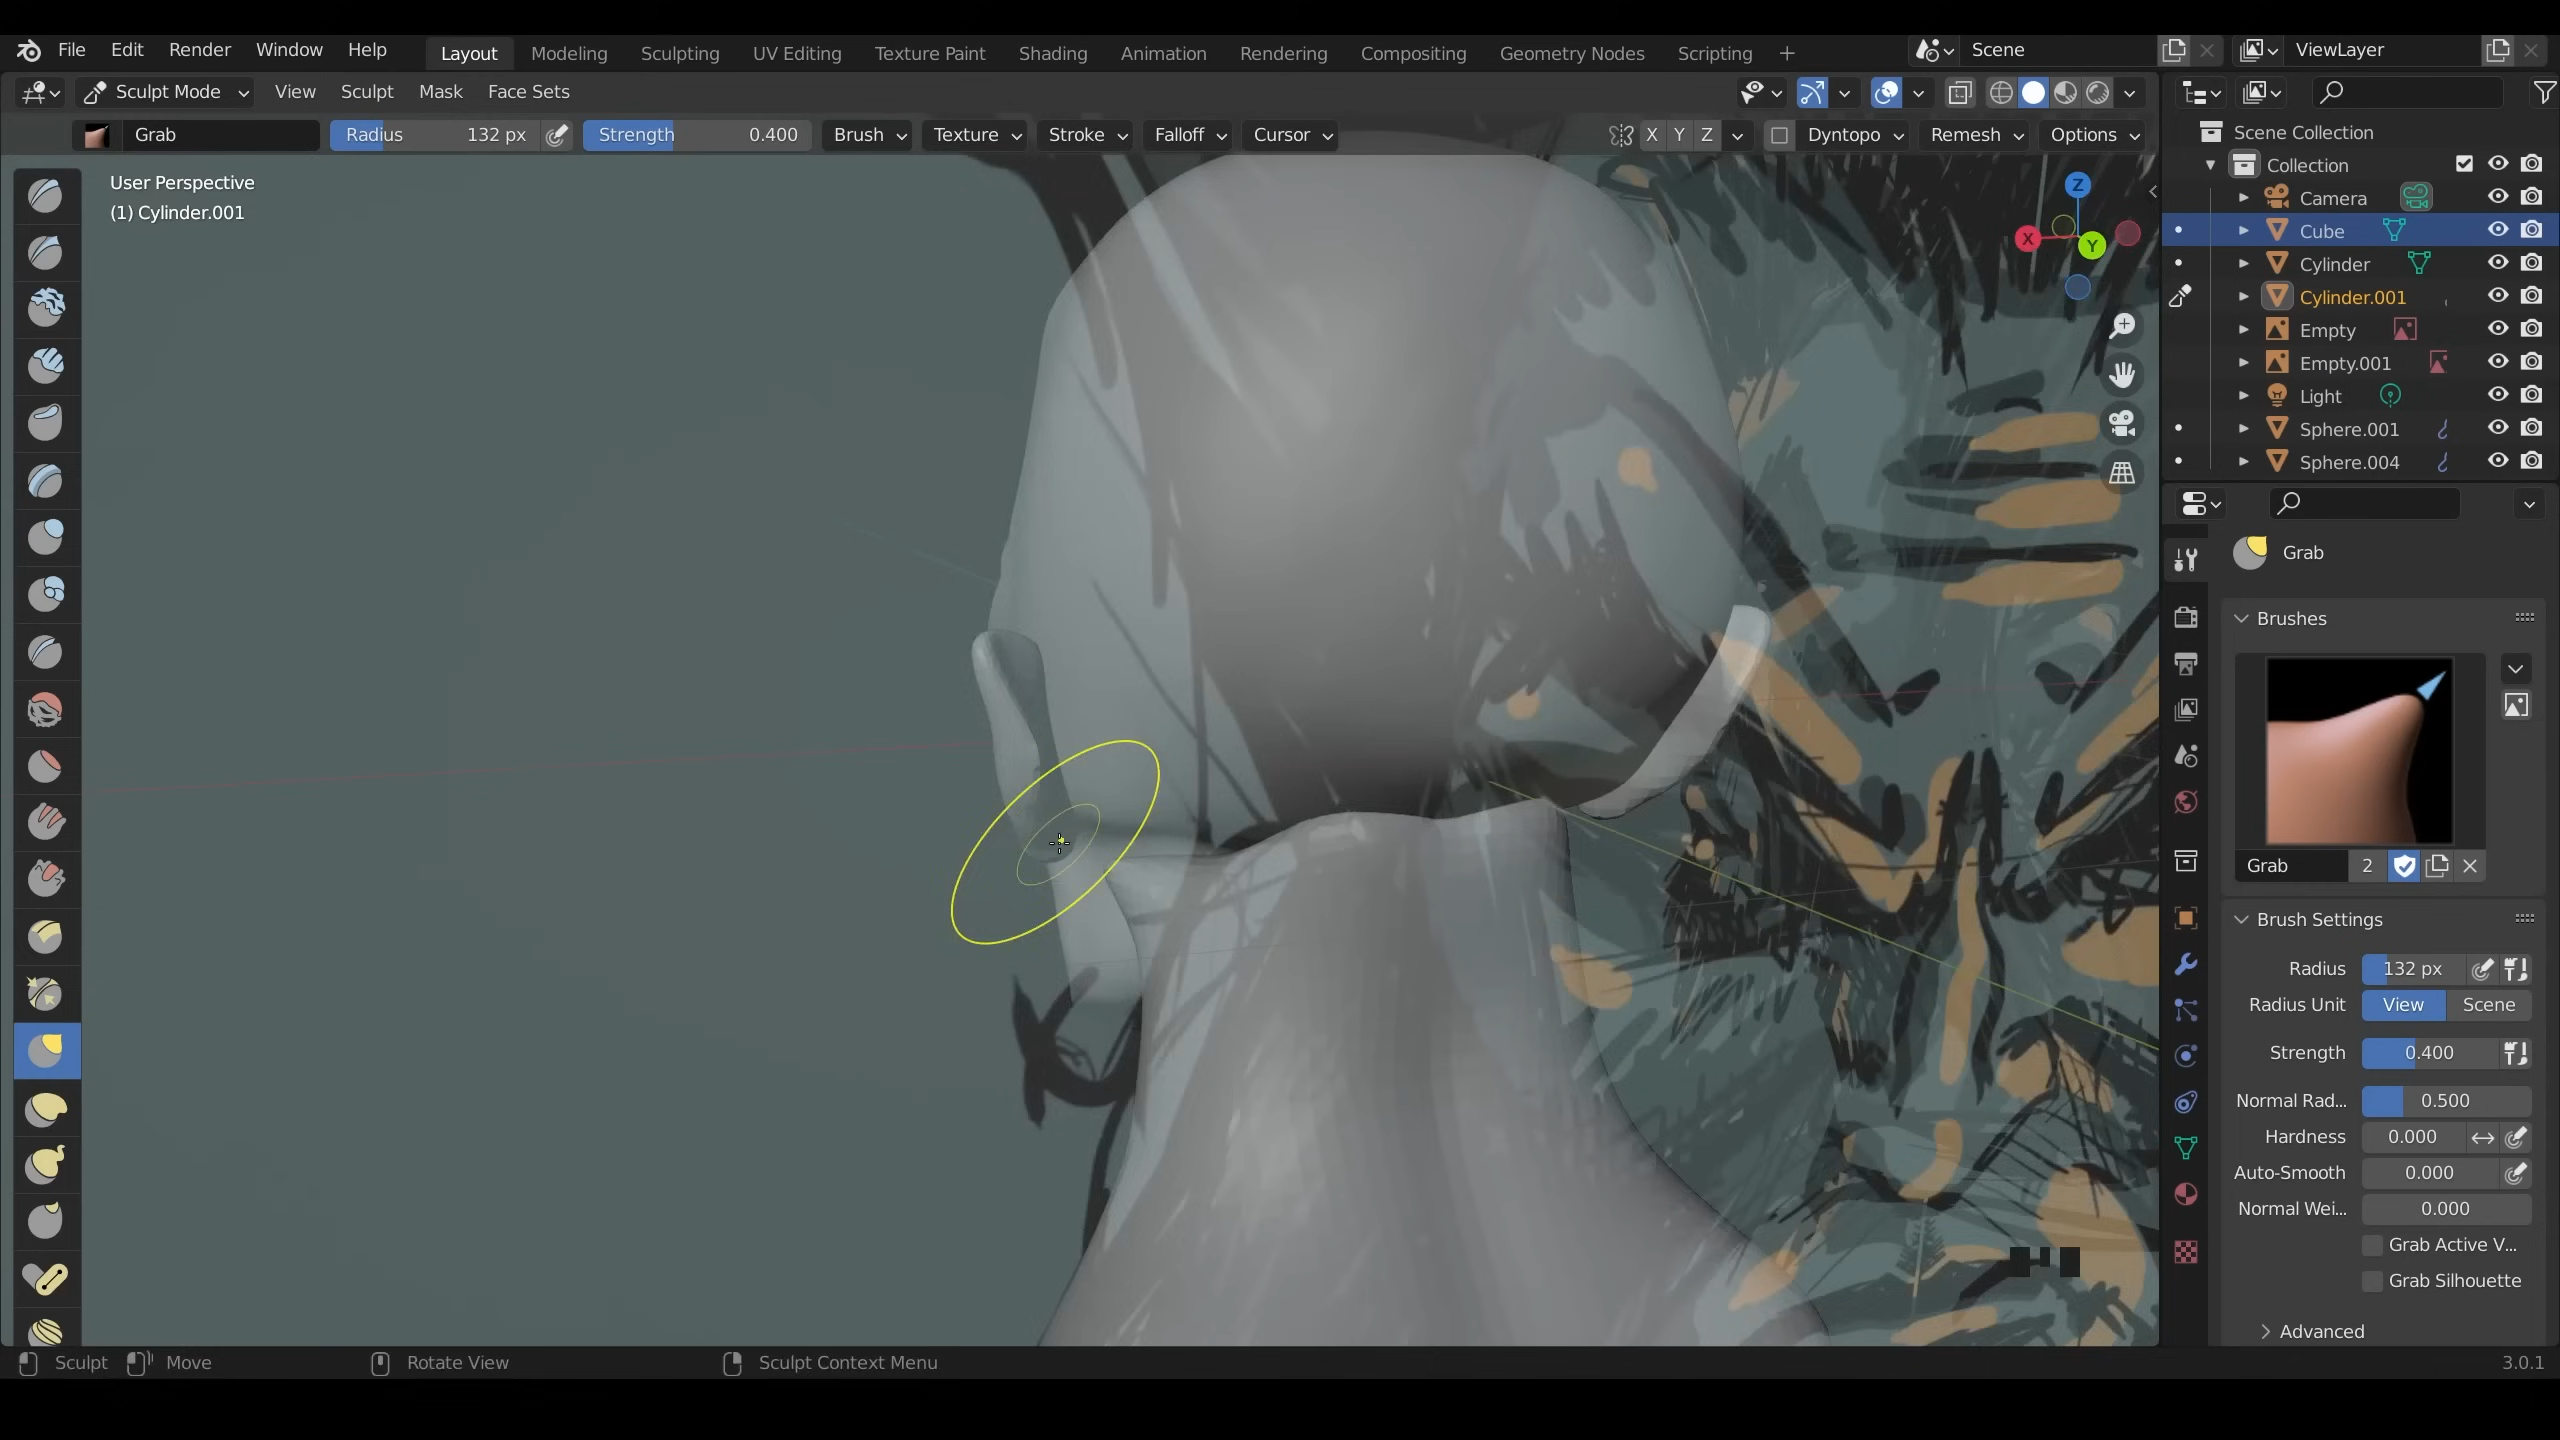 File Edit Render Window Help Layout Modeling Sculpting UV Editing Texture Paint Shading Animation Rendering Compositing Geometry Nodes Scripting + Scene ViewLayer
Sculpt Mode View Sculpt Mask Face Sets
Grab Radius 132 px Strength 0.400 Brush Texture Stroke Falloff Cursor X Y Z Dyntopo Remesh Options
User Perspective
(1) Cylinder.001
Z
X
Y
Scene Collection
Collection
Camera
Cube
Cylinder
Cylinder.001
Empty
Empty.001
Light
Sphere.001
Sphere.004
Grab
Brushes
Grab 2
Brush Settings
Radius 132 px
Radius Unit View Scene
Strength 0.400
Normal Rad... 0.500
Hardness 0.000
Auto-Smooth 0.000
Normal Wei... 0.000
Grab Active V...
Grab Silhouette
Advanced
Sculpt Move Rotate View Sculpt Context Menu 3.0.1